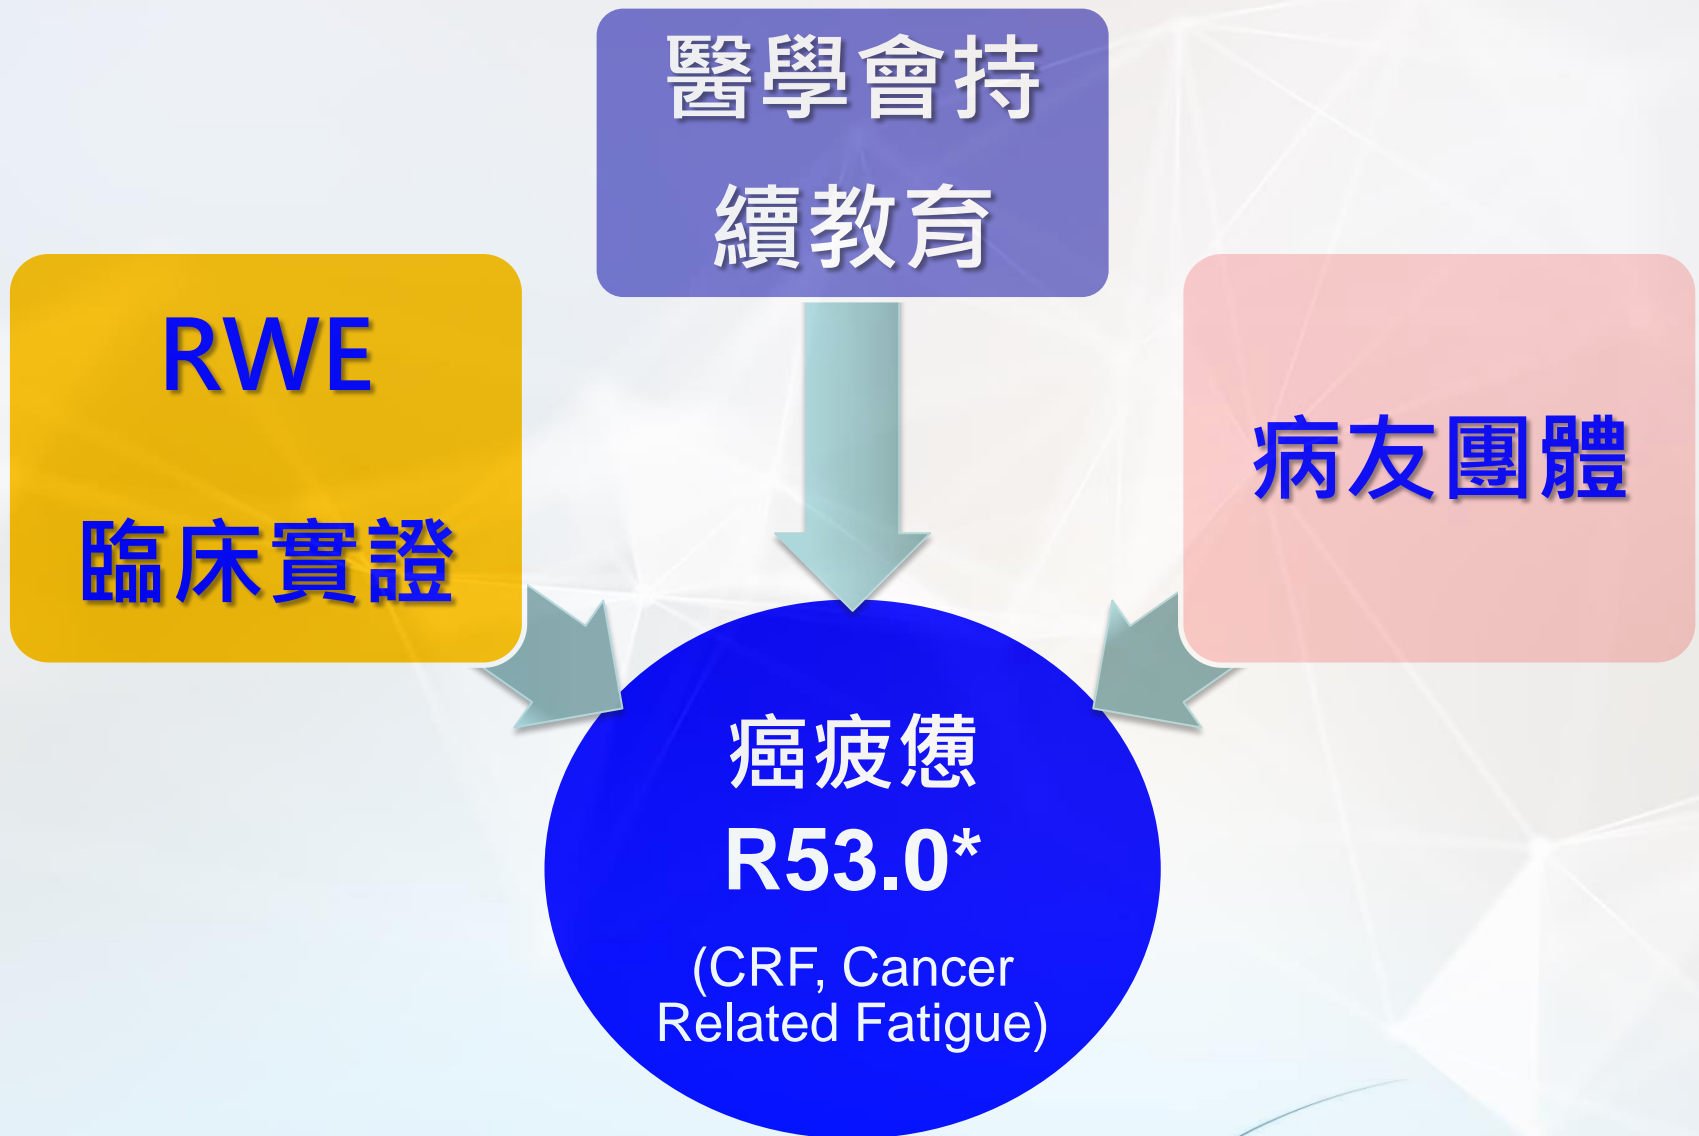 醫學會持
續教育
RWE
臨床實證
病友團體
癌疲憊
R53.0*
(CRF, Cancer
Related Fatigue)